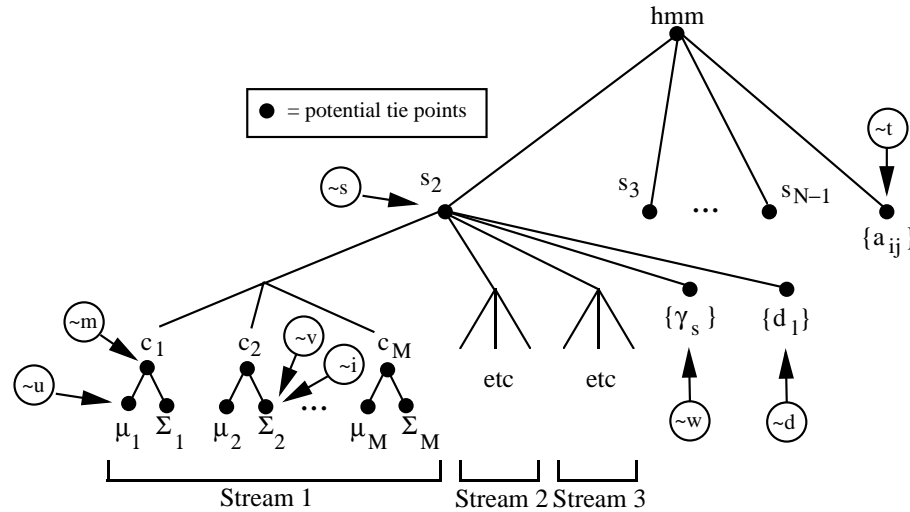 hmm
= potential tie points
~t
~s
s2
s3
...
sN−1
{aij}
~m
c1
c2
~v
cM
~i
{γs}
{dl}
~u
etc
etc
...
μ1
Σ1
μ2
Σ2
μM
ΣM
~w
~d
Stream 1
Stream 2
Stream 3